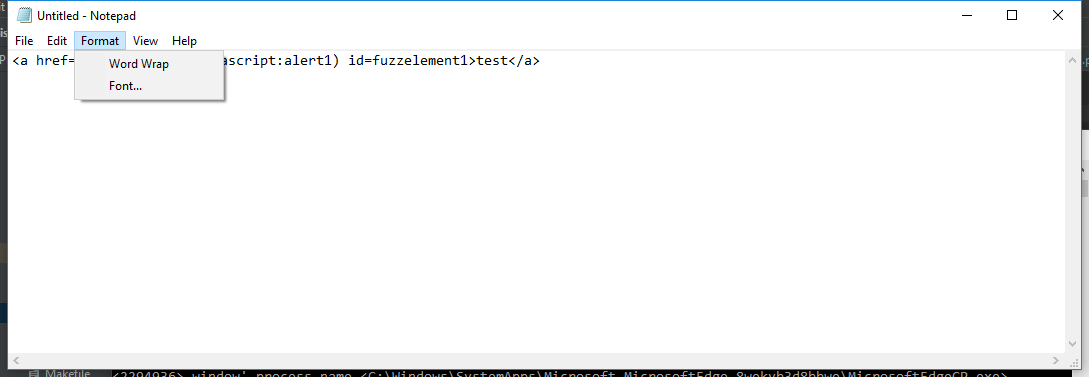 Untitled - Notepad
File Edit Format View Help
<a href= ascript:alert1) id=fuzzelement1>test</a>
Word Wrap
Font...
Makefile <2294936> window' process name <C:\Windows\SystemApps\Microsoft.MicrosoftEdge_8wekyb3d8bbwe\MicrosoftEdgeCP.exe>